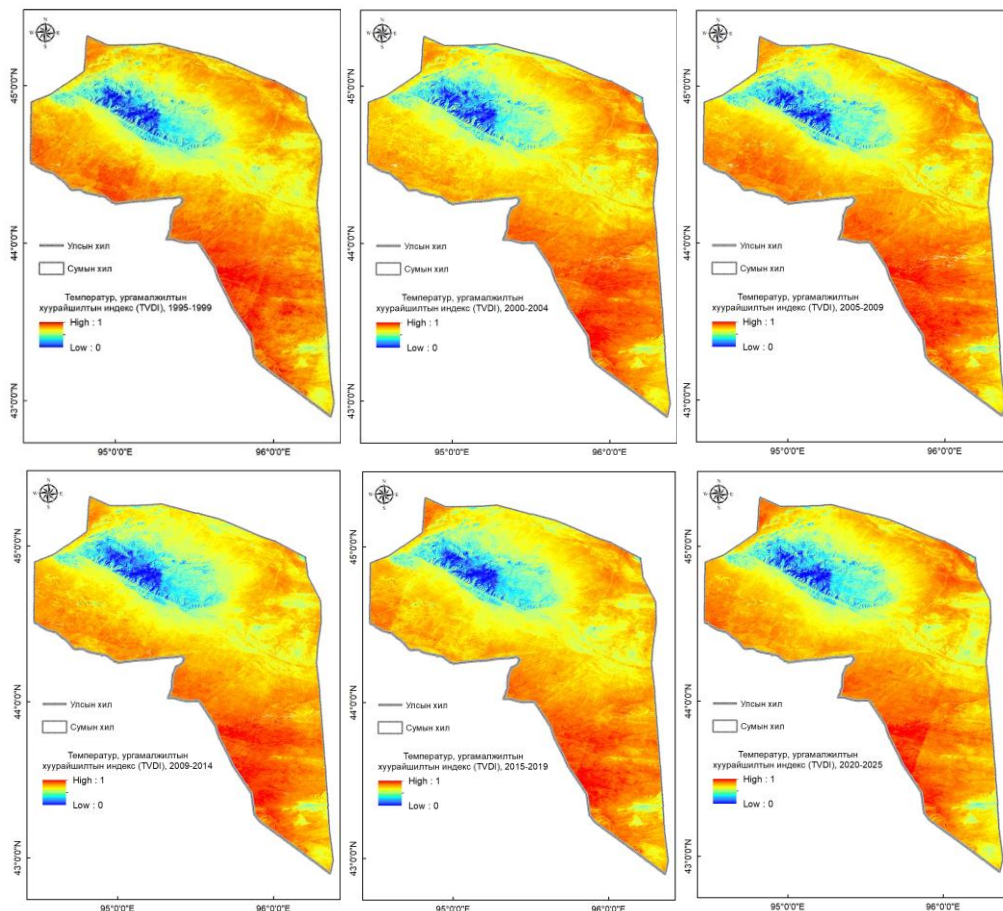 N
W
E
S
45°0'0"N
44°0'0"N
43°0'0"N
Улсын хил
Сумын хил
Температур, ургамалжилтын
хуурайшилтын индекс (TVDI), 1995-1999
High : 1
Low : 0
95°0'0"E
96°0'0"E
N
W
E
S
45°0'0"N
44°0'0"N
43°0'0"N
Улсын хил
Сумын хил
Температур, ургамалжилтын
хуурайшилтын индекс (TVDI), 2000-2004
High : 1
Low : 0
95°0'0"E
96°0'0"E
N
W
E
S
45°0'0"N
44°0'0"N
43°0'0"N
Улсын хил
Сумын хил
Температур, ургамалжилтын
хуурайшилтын индекс (TVDI), 2005-2009
High : 1
Low : 0
95°0'0"E
96°0'0"E
N
W
E
S
45°0'0"N
44°0'0"N
43°0'0"N
Улсын хил
Сумын хил
Температур, ургамалжилтын
хуурайшилтын индекс (TVDI), 2009-2014
High : 1
Low : 0
95°0'0"E
96°0'0"E
N
W
E
S
45°0'0"N
44°0'0"N
43°0'0"N
Улсын хил
Сумын хил
Температур, ургамалжилтын
хуурайшилтын индекс (TVDI), 2015-2019
High : 1
Low : 0
95°0'0"E
96°0'0"E
N
W
E
S
45°0'0"N
44°0'0"N
43°0'0"N
Улсын хил
Сумын хил
Температур, ургамалжилтын
хуурайшилтын индекс (TVDI), 2020-2025
High : 1
Low : 0
95°0'0"E
96°0'0"E